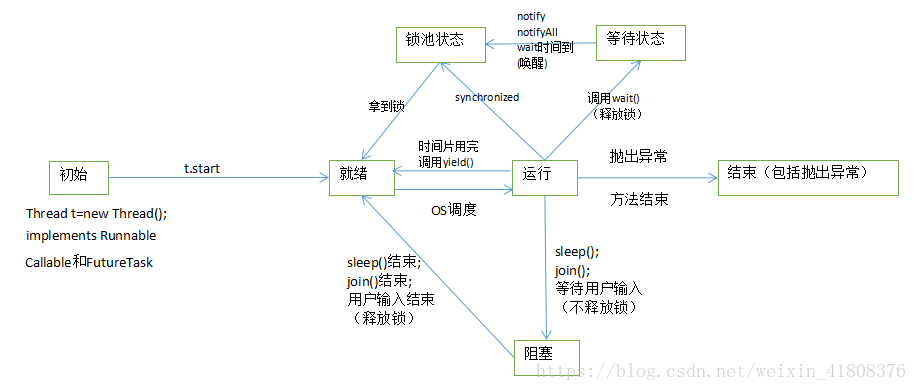 notify
notifyAll
wait时间到
(唤醒)
锁池状态
等待状态
synchronized
调用wait()
（释放锁）
拿到锁
时间片用完
调用yield()
抛出异常
初始
t.start
就绪
运行
结束（包括抛出异常）
OS调度
方法结束
Thread t=new Thread();
implements Runnable
Callable和FutureTask
sleep()结束;
join()结束;
用户输入结束
（释放锁）
sleep();
join();
等待用户输入
（不释放锁）
阻塞
https://blog.csdn.net/weixin_41808376